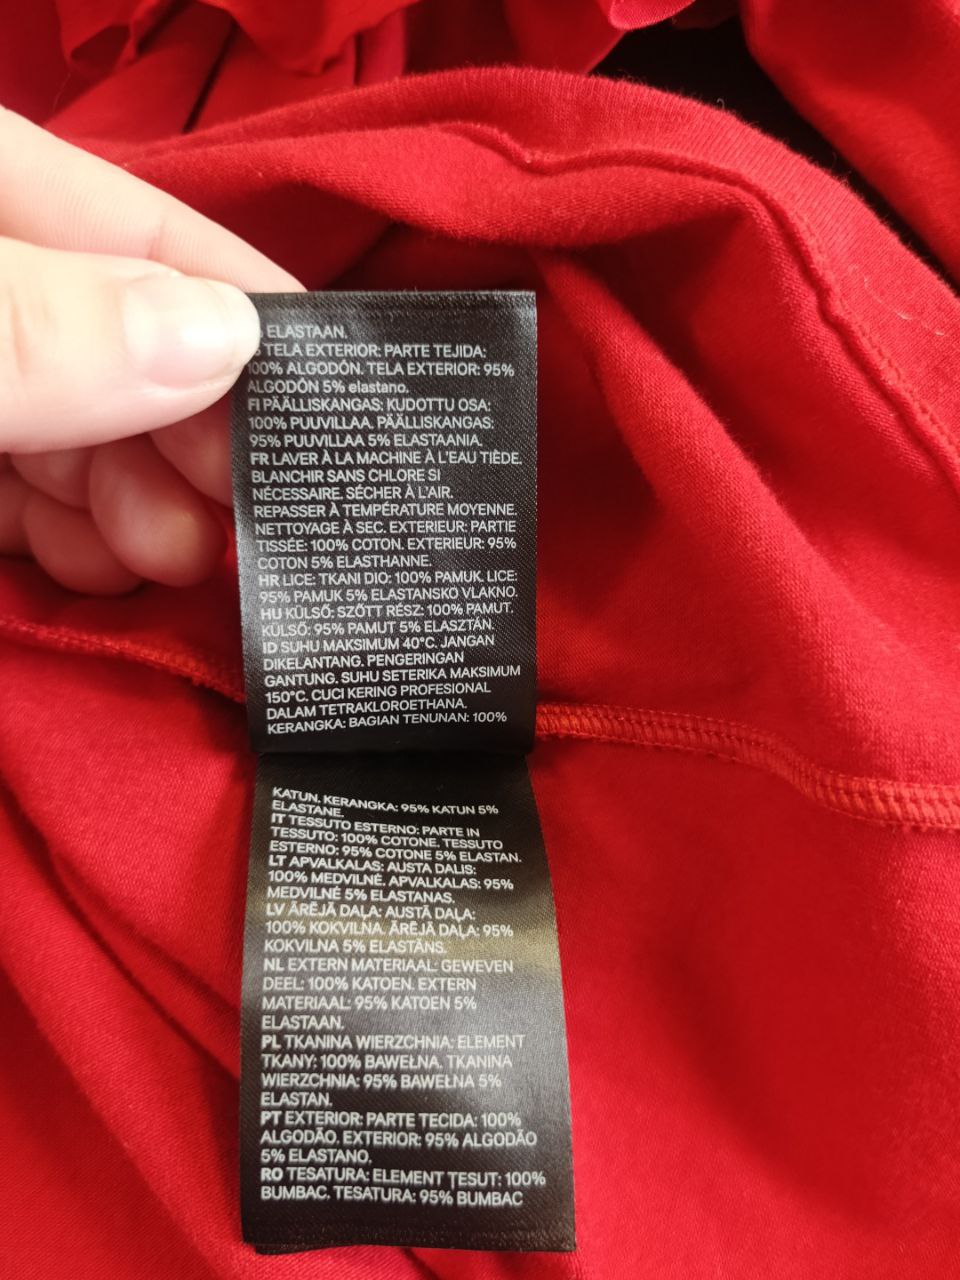 ELASTAAN.
TELA EXTERIOR: PARTE TEJIDA:
100% ALGODÓN. TELA EXTERIOR: 95%
ALGODÓN 5% elastano.
FI PÄÄLLISKANGAS: KUDOTTU OSA:
100% PUUVILLAA. PÄÄLLISKANGAS:
95% PUUVILLAA 5% ELASTAANIA.
FR LAVER À LA MACHINE À L'EAU TIÈDE.
BLANCHIR SANS CHLORE SI
NÉCESSAIRE. SÉCHER À L'AIR.
REPASSER À TEMPÉRATURE MOYENNE.
NETTOYAGE À SEC. EXTERIEUR: PARTIE
TISSÉE: 100% COTON. EXTERIEUR: 95%
COTON 5% ELASTHANNE.
HR LICE: TKANI DIO: 100% PAMUK. LICE:
95% PAMUK 5% ELASTANSKO VLAKNO.
HU KÜLSŐ: SZŐTT RÉSZ: 100% PAMUT.
KÜLSŐ: 95% PAMUT 5% ELASZTÁN.
ID SUHU MAKSIMUM 40°C. JANGAN
DIKELANTANG. PENGERINGAN
GANTUNG. SUHU SETERIKA MAKSIMUM
150°C. CUCI KERING PROFESIONAL
DALAM TETRAKLOROETHANA.
KERANGKA: BAGIAN TENUNAN: 100%
KATUN. KERANGKA: 95% KATUN 5%
ELASTANE.
IT TESSUTO ESTERNO: PARTE IN
TESSUTO: 100% COTONE. TESSUTO
ESTERNO: 95% COTONE 5% ELASTAN.
LT APVALKALAS: AUSTA DALIS:
100% MEDVILNĖ. APVALKALAS: 95%
MEDVILNĖ 5% ELASTANAS.
LV ĀRĒJĀ DAĻA: AUSTĀ DAĻA:
100% KOKVILNA. ĀRĒJĀ DAĻA: 95%
KOKVILNA 5% ELASTĀNS.
NL EXTERN MATERIAAL: GEWEVEN
DEEL: 100% KATOEN. EXTERN
MATERIAAL: 95% KATOEN 5%
ELASTAAN.
PL TKANINA WIERZCHNIA: ELEMENT
TKANY: 100% BAWEŁNA. TKANINA
WIERZCHNIA: 95% BAWEŁNA 5%
ELASTAN.
PT EXTERIOR: PARTE TECIDA: 100%
ALGODÃO. EXTERIOR: 95% ALGODÃO
5% ELASTANO.
RO TESATURA: ELEMENT ȚESUT: 100%
BUMBAC. TESATURA: 95% BUMBAC